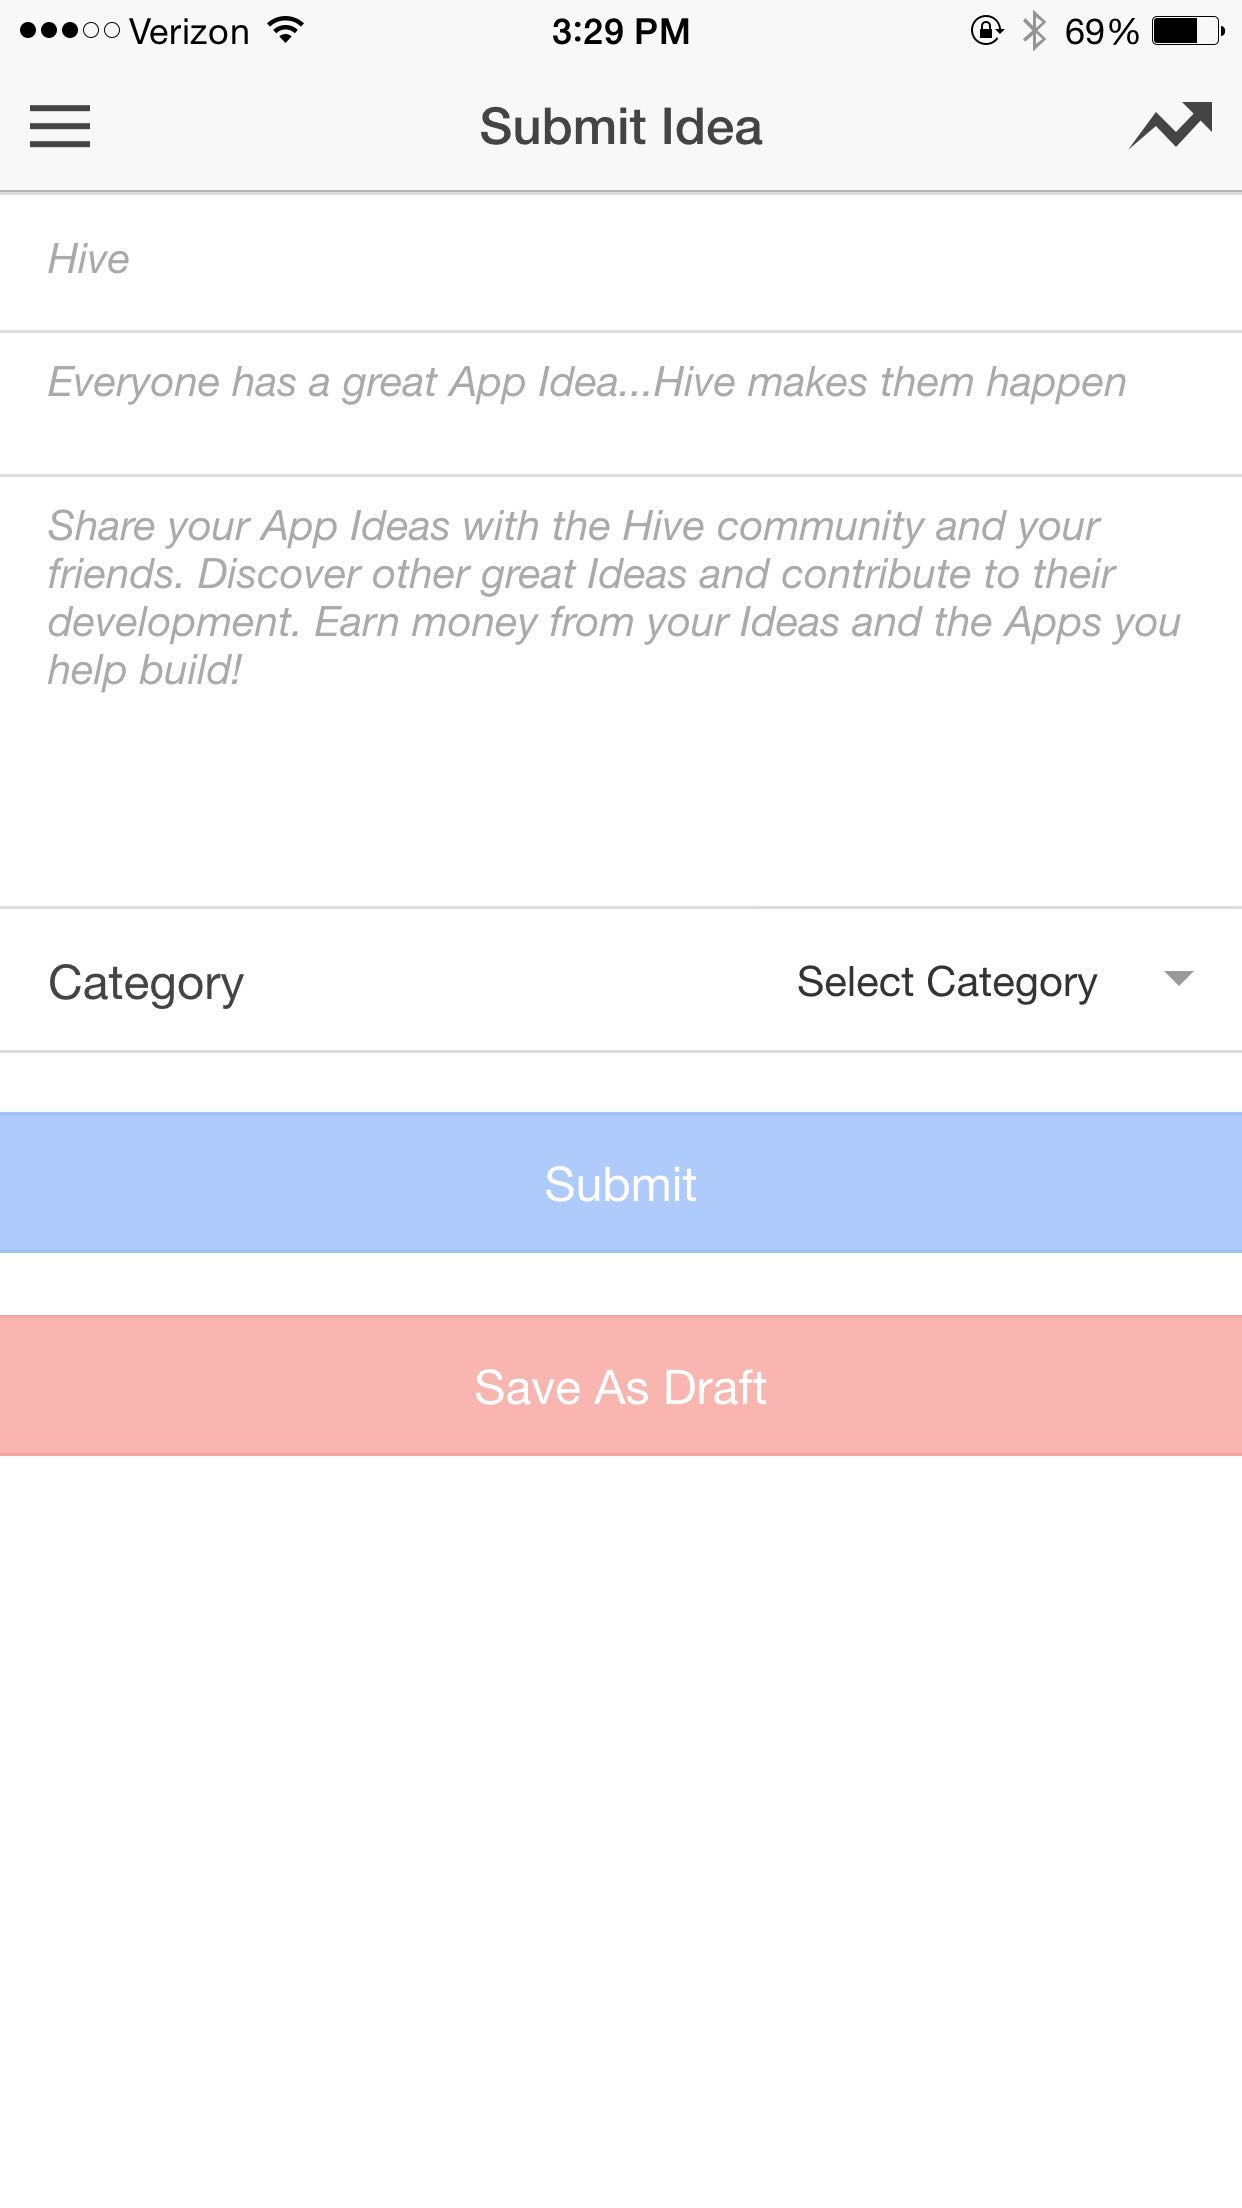 Verizon 3:29 PM 69%
Submit Idea
Hive
Everyone has a great App Idea...Hive makes them happen
Share your App Ideas with the Hive community and your
friends. Discover other great Ideas and contribute to their
development. Earn money from your Ideas and the Apps you
help build!
Category Select Category
Submit
Save As Draft